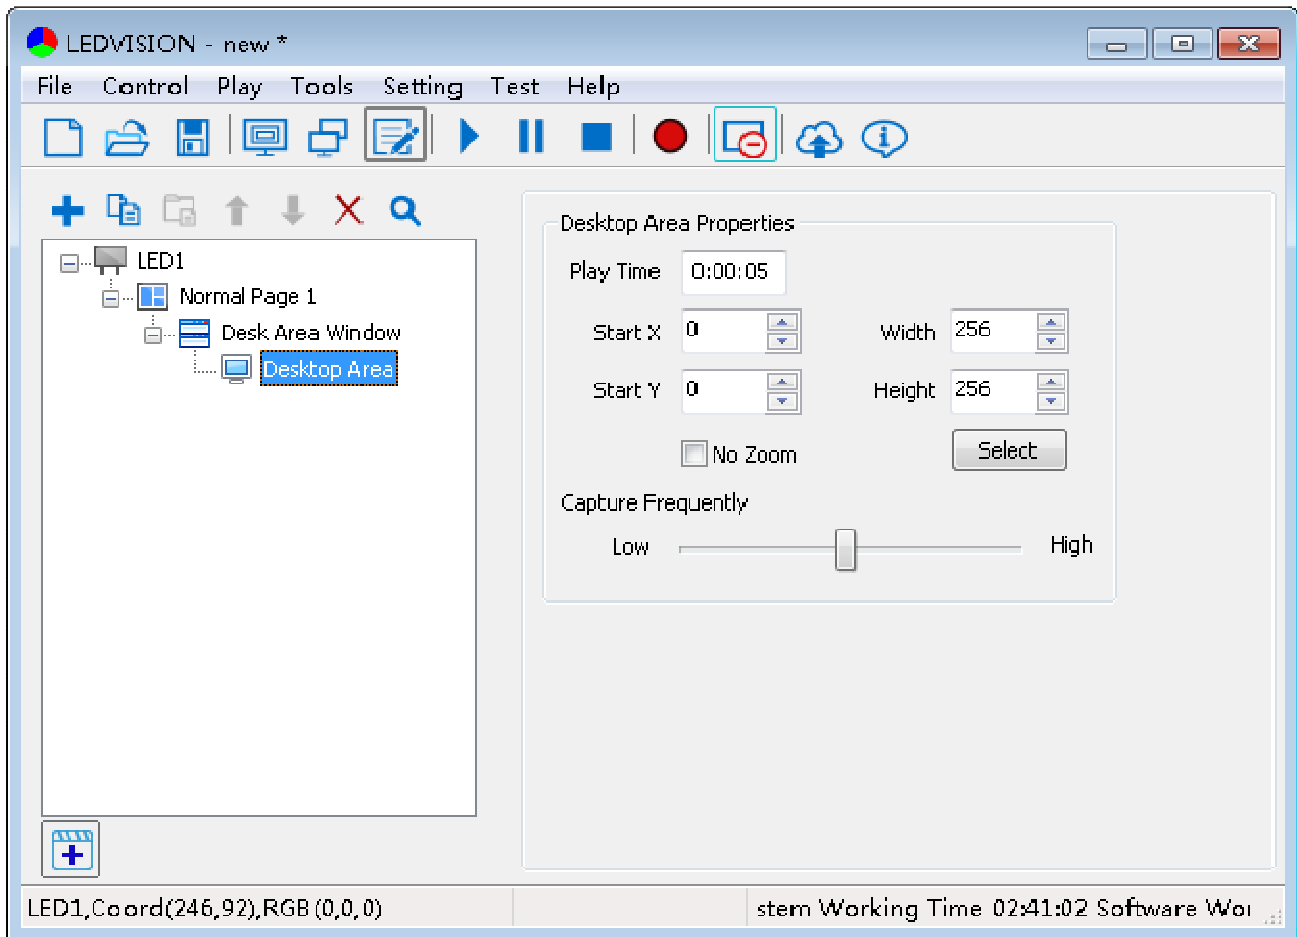 LEDVISION - new *
File Control Play Tools Setting Test Help
LED1
Normal Page 1
Desk Area Window
Desktop Area
Desktop Area Properties
Play Time 0:00:05
Start X 0 Width 256
Start Y 0 Height 256
No Zoom Select
Capture Frequently
Low High
LED1,Coord(246,92),RGB(0,0,0) stem Working Time 02:41:02 Software Wor